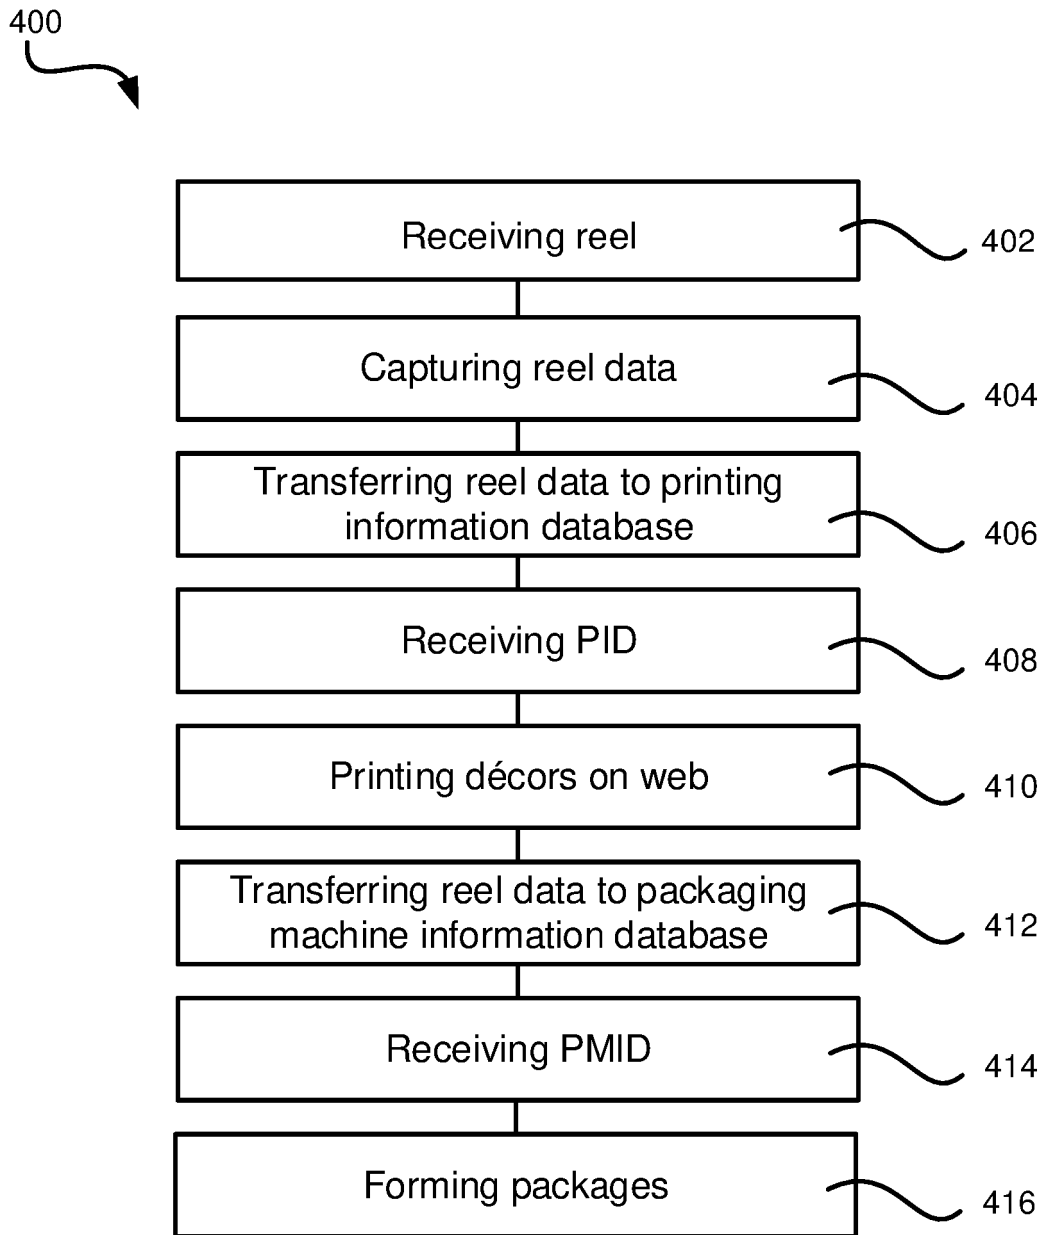 400
Receiving reel
402
Capturing reel data
404
Transferring reel data to printing
information database
406
Receiving PID
408
Printing décors on web
410
Transferring reel data to packaging
machine information database
412
Receiving PMID
414
Forming packages
416